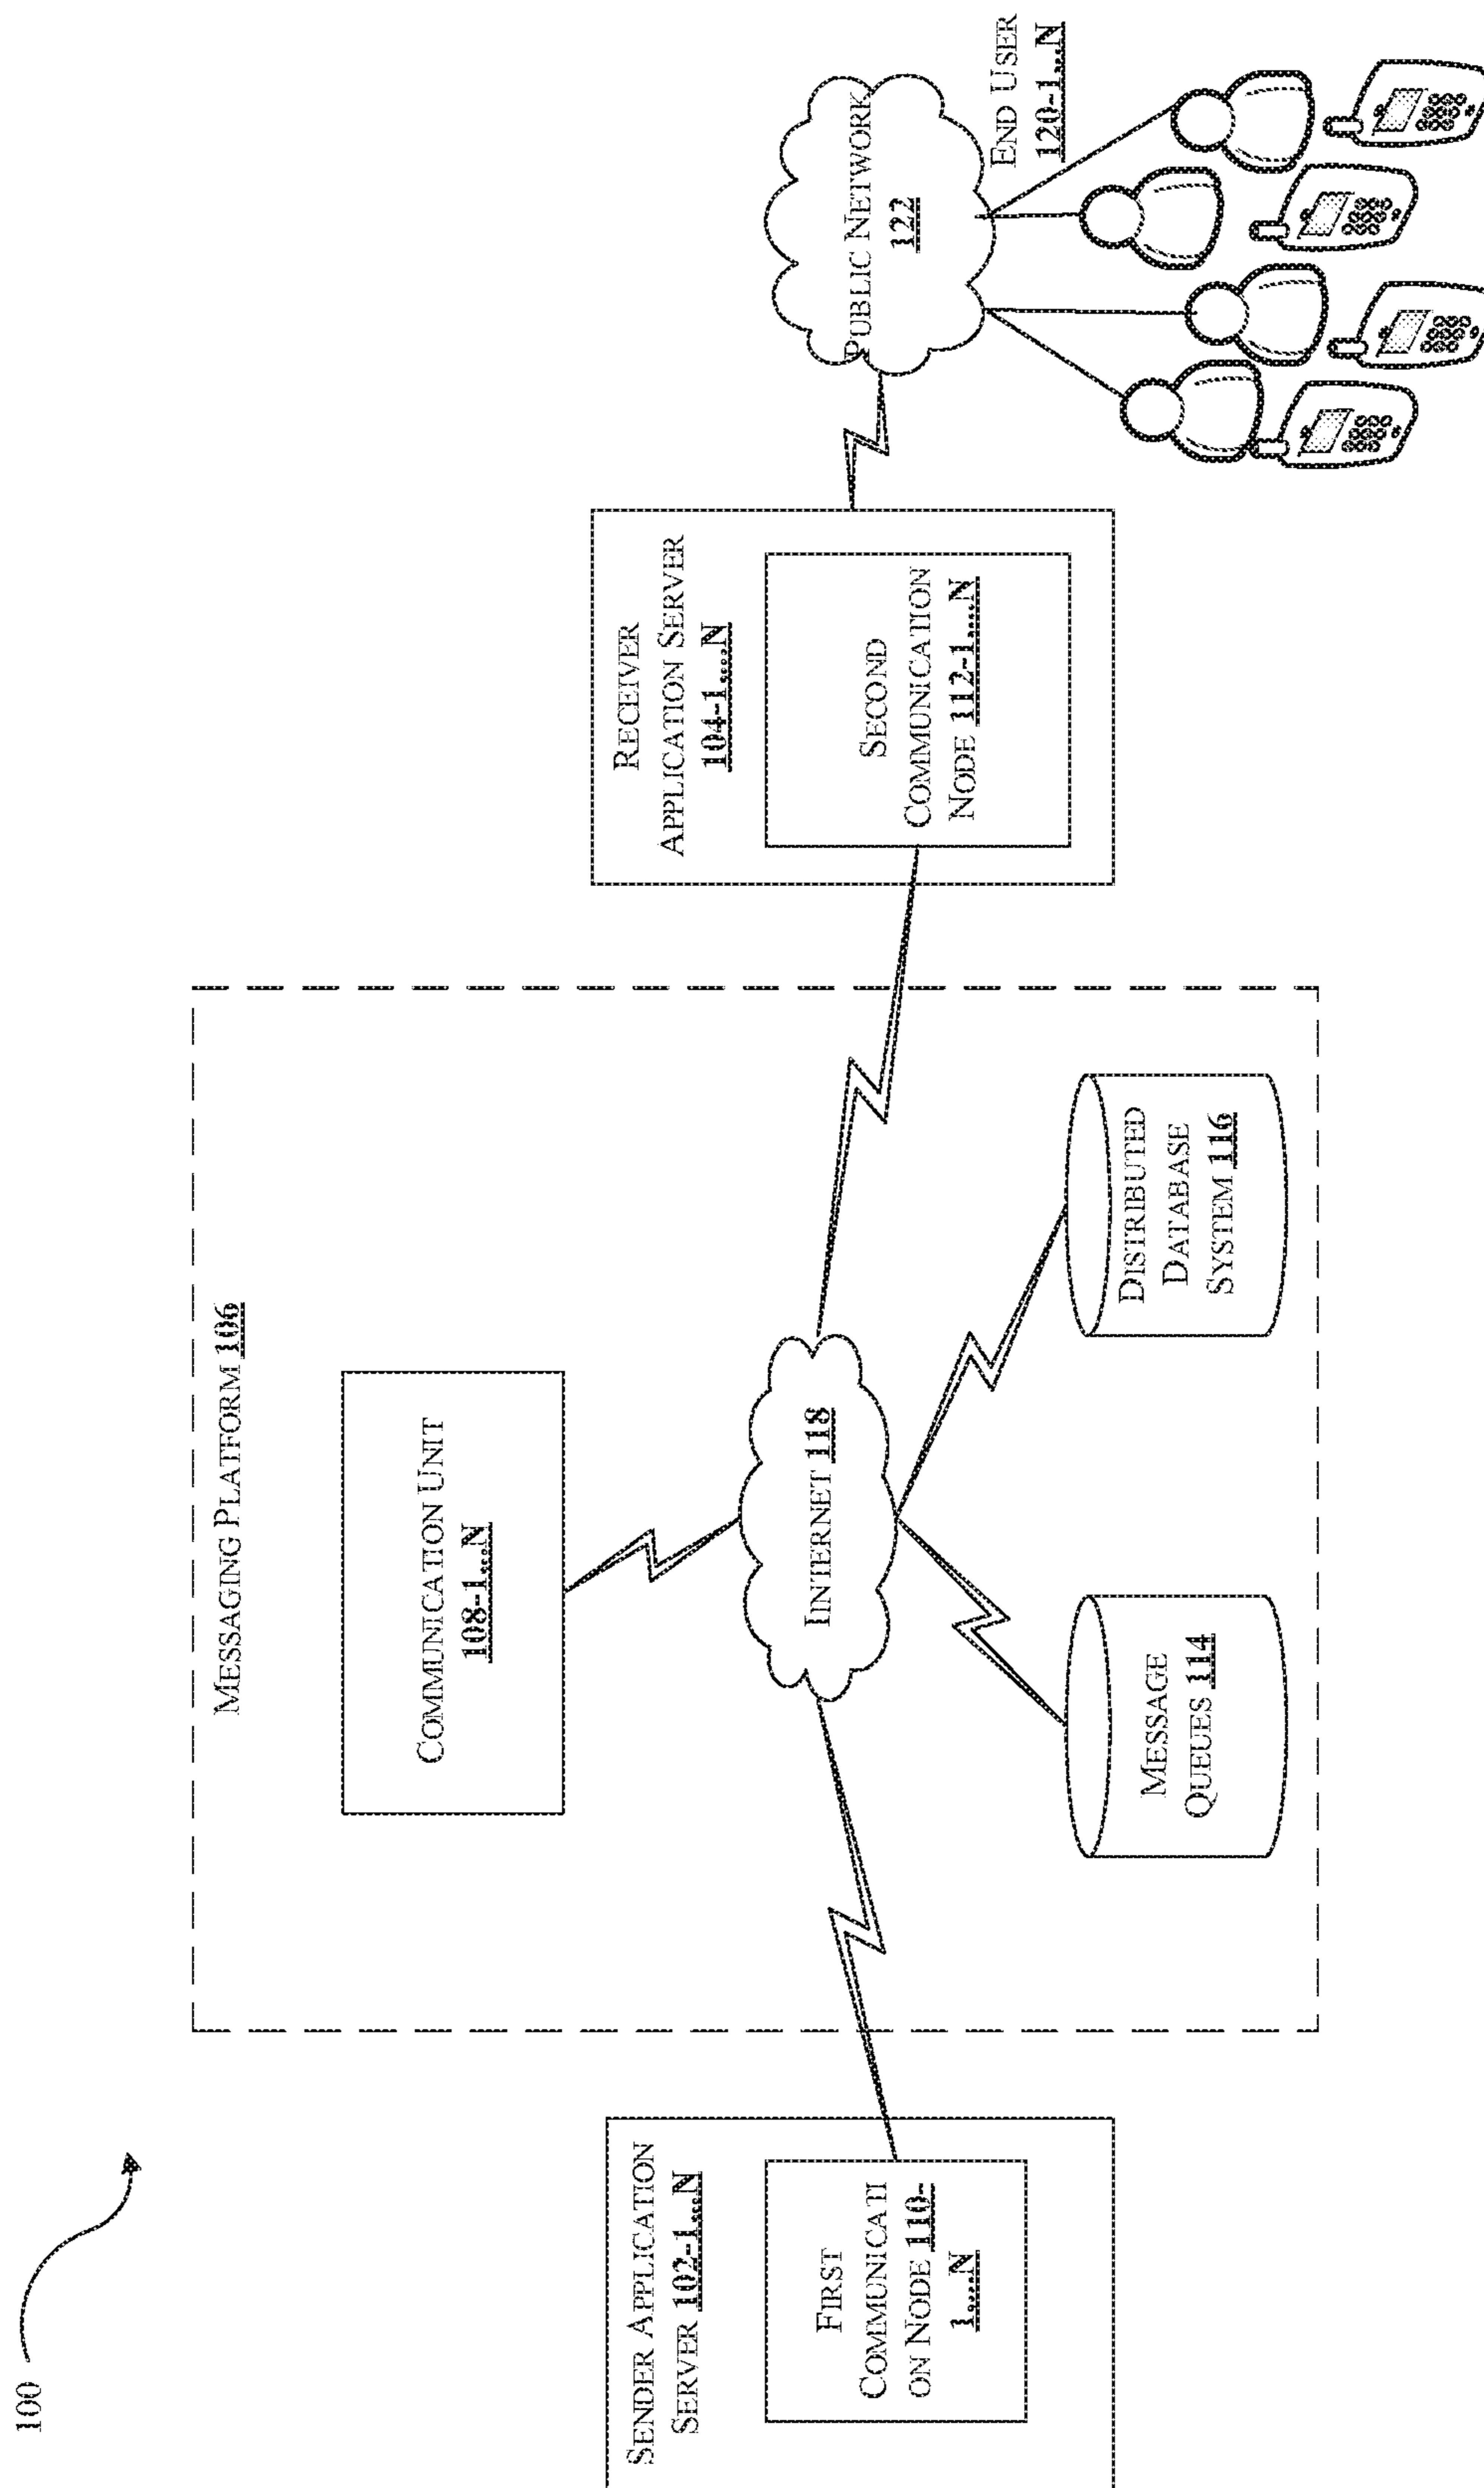 100
MESSAGING PLATFORM 106
SENDER APPLICATION
SERVER 102-1...N
FIRST
COMMUNICATI
ON NODE 110-
1....N
COMMUNICATION UNIT
108-1...N
IINTERNET 118
MESSAGE
QUEUES 114
DISTRIBUTED
DATABASE
SYSTEM 116
RECEIVER
APPLICATION SERVER
104-1....N
SECOND
COMMUNICATION
NODE 112-1....N
PUBLIC NETWORK
122
END USER
120-1...N